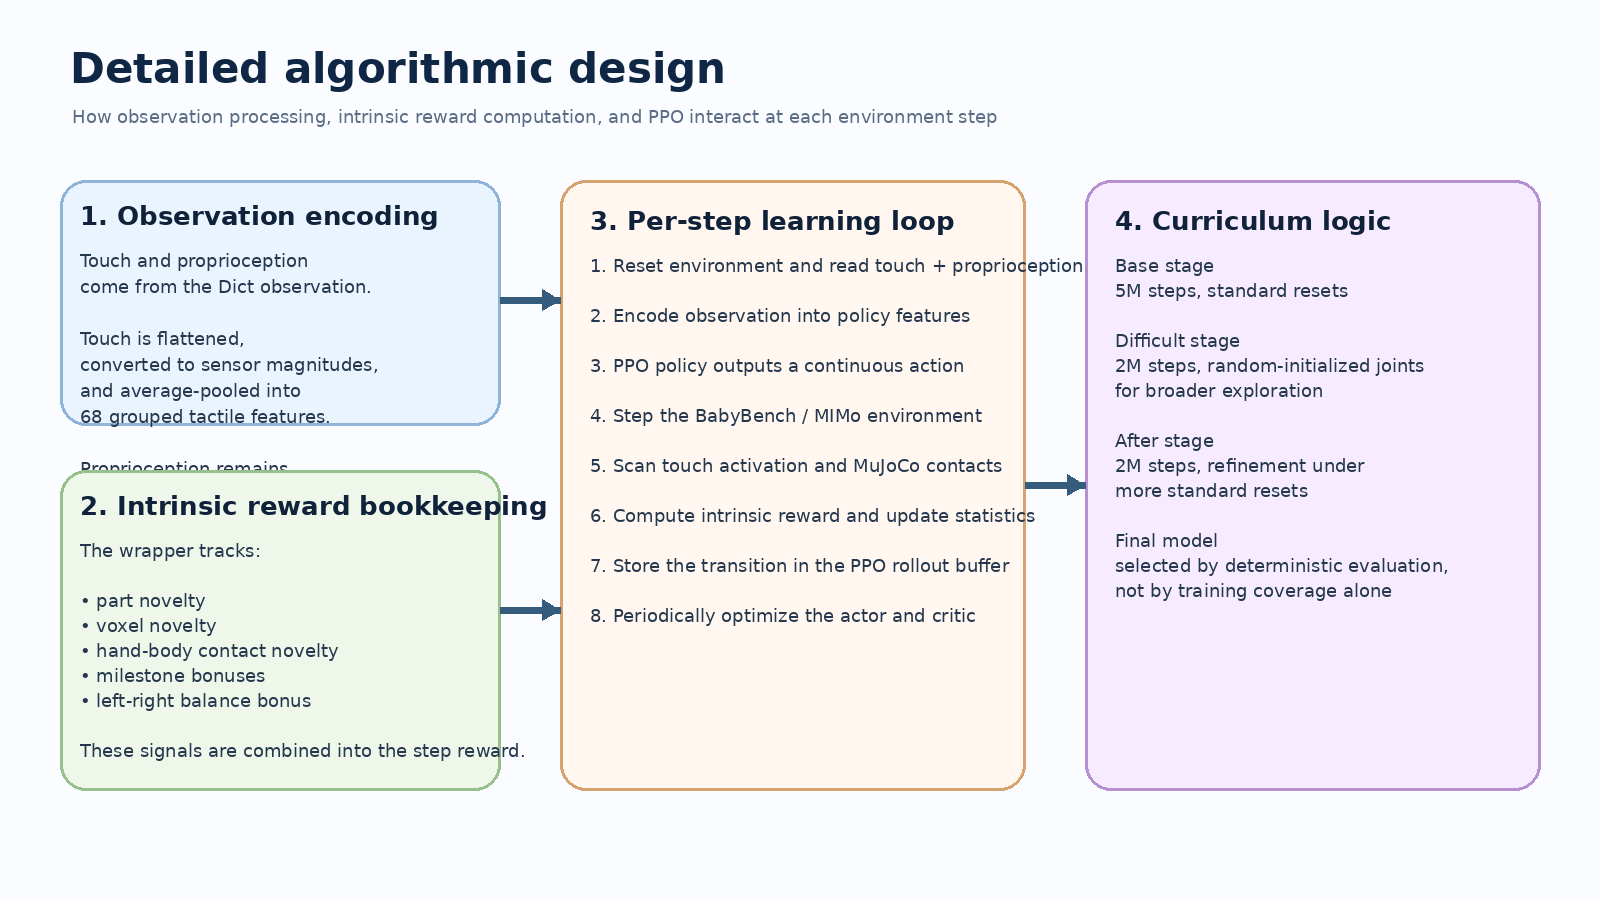 Detailed algorithmic design
How observation processing, intrinsic reward computation, and PPO interact at each environment step
1. Observation encoding
Touch and proprioception
come from the Dict observation.
Touch is flattened,
converted to sensor magnitudes,
and average-pooled into
68 grouped tactile features.
Proprioception remains
2. Intrinsic reward bookkeeping
The wrapper tracks:
• part novelty
• voxel novelty
• hand-body contact novelty
• milestone bonuses
• left-right balance bonus
These signals are combined into the step reward.
3. Per-step learning loop
1. Reset environment and read touch + proprioception
2. Encode observation into policy features
3. PPO policy outputs a continuous action
4. Step the BabyBench / MIMo environment
5. Scan touch activation and MuJoCo contacts
6. Compute intrinsic reward and update statistics
7. Store the transition in the PPO rollout buffer
8. Periodically optimize the actor and critic
4. Curriculum logic
Base stage
5M steps, standard resets
Difficult stage
2M steps, random-initialized joints
for broader exploration
After stage
2M steps, refinement under
more standard resets
Final model
selected by deterministic evaluation,
not by training coverage alone